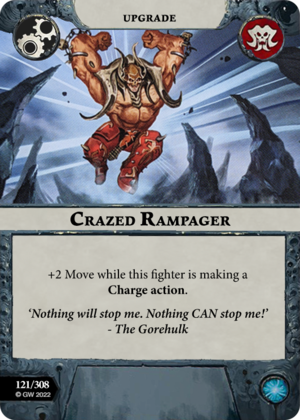 UPGRADE
CRAZED RAMPAGER
+2 Move while this fighter is making a
Charge action.
‘Nothing will stop me. Nothing CAN stop me!’
- The Gorehulk
121/308
© GW 2022